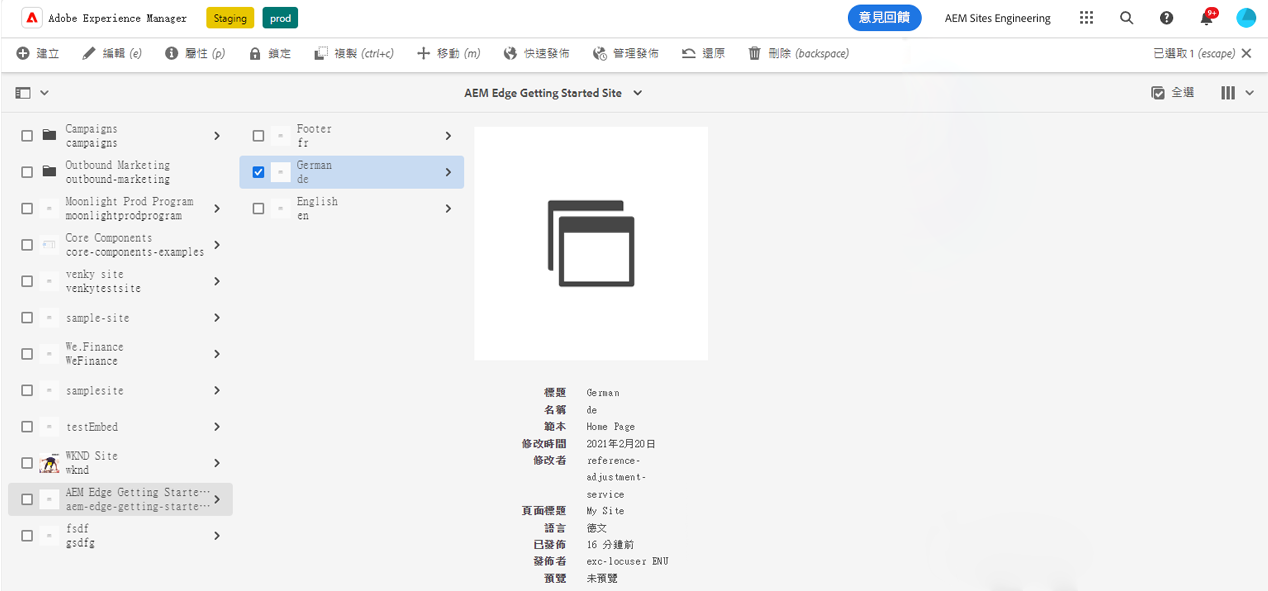 Adobe Experience Manager
Staging
prod
意見回饋
AEM Sites Engineering
9+
建立
編輯 (e)
屬性 (p)
鎖定
複製 (ctrl+c)
移動 (m)
快速發佈
管理發佈
還原
刪除 (backspace)
已選取 1 (escape)
AEM Edge Getting Started Site
全選
Campaigns
campaigns
Outbound Marketing
outbound-marketing
Moonlight Prod Program
moonlightprodprogram
Core Components
core-components-examples
venky site
venkytestsite
sample-site
We.Finance
WeFinance
samplesite
testEmbed
WKND Site
wknd
AEM Edge Getting Starte…
aem-edge-getting-starte…
fsdf
gsdfg
Footer
fr
German
de
English
en
標題 German
名稱 de
範本 Home Page
修改時間 2021年2月20日
修改者 reference-
adjustment-
service
頁面標題 My Site
語言 德文
已發佈 16 分鐘前
發佈者 exc-locuser ENU
預覽 未預覽